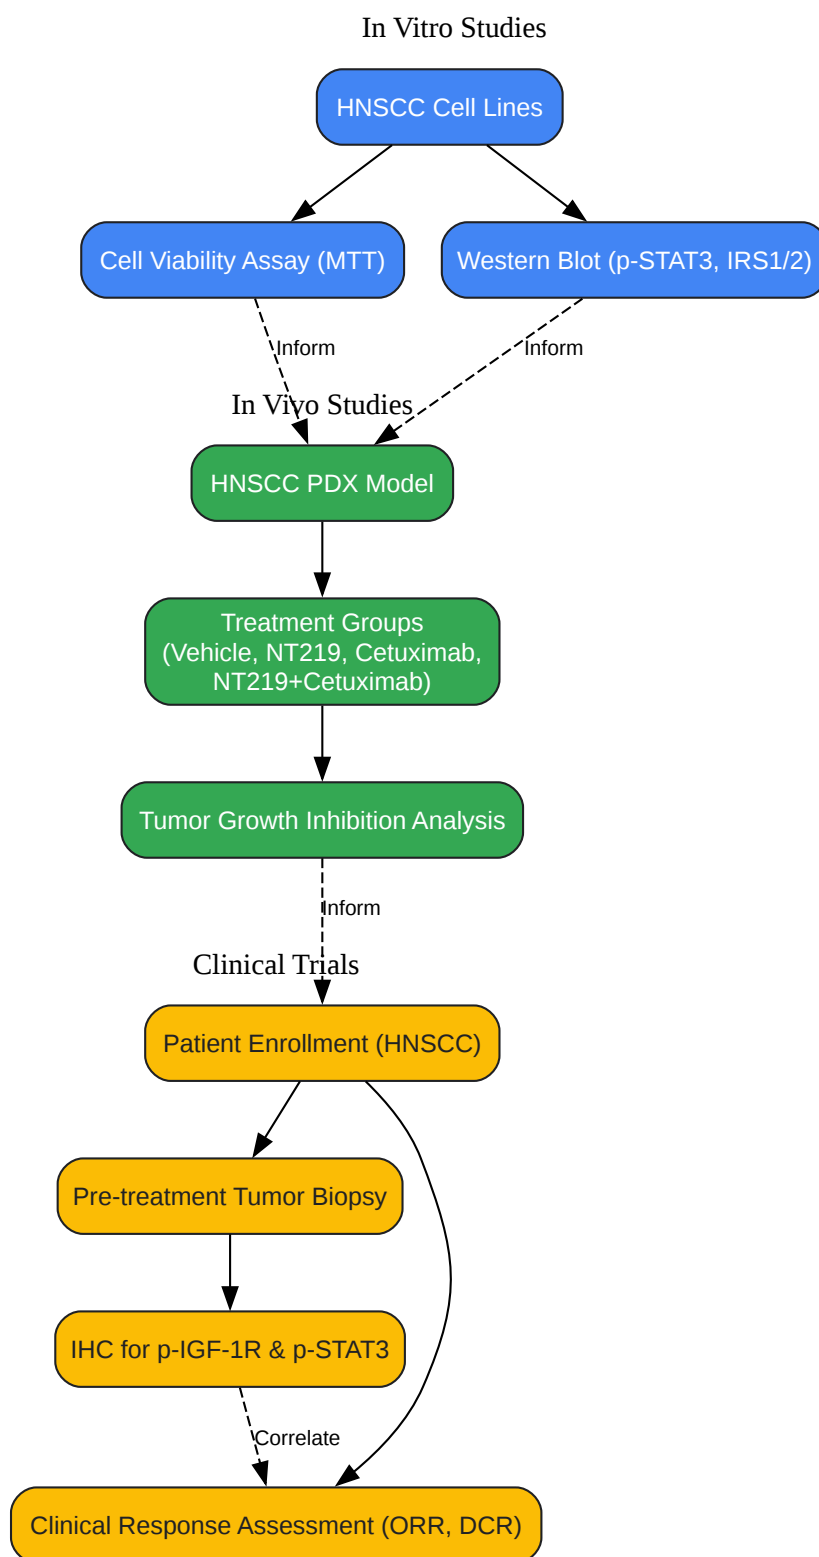 In Vitro Studies
HNSCC Cell Lines
Cell Viability Assay (MTT)
Western Blot (p-STAT3, IRS1/2)
Inform
Inform
In Vivo Studies
HNSCC PDX Model
Treatment Groups
(Vehicle, NT219, Cetuximab,
NT219+Cetuximab)
Tumor Growth Inhibition Analysis
Inform
Clinical Trials
Patient Enrollment (HNSCC)
Pre-treatment Tumor Biopsy
IHC for p-IGF-1R & p-STAT3
Correlate
Clinical Response Assessment (ORR, DCR)